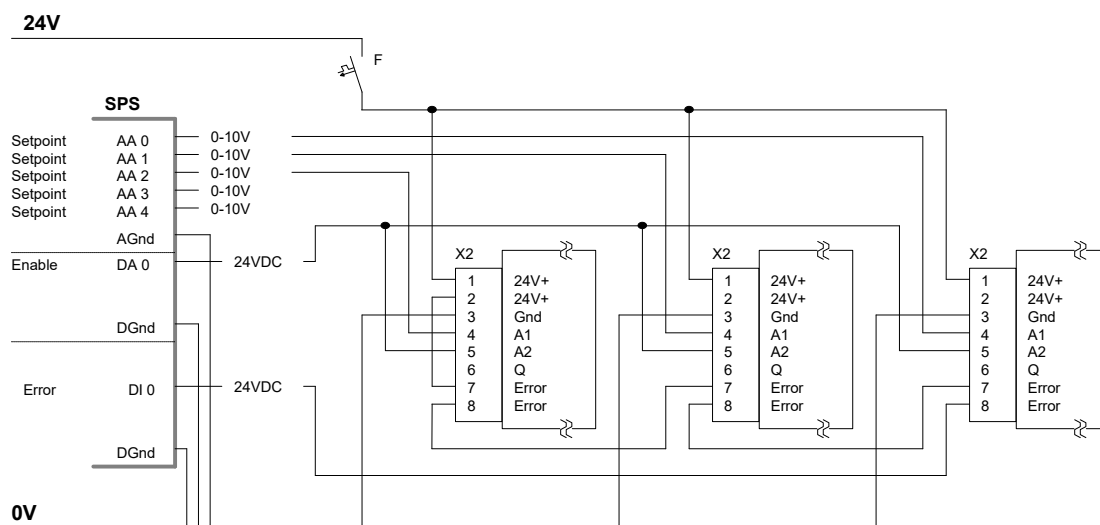 24V
F
SPS
Setpoint AA 0 0-10V
Setpoint AA 1 0-10V
Setpoint AA 2 0-10V
Setpoint AA 3 0-10V
Setpoint AA 4 0-10V
AGnd
Enable DA 0 24VDC
DGnd
Error DI 0 24VDC
DGnd
0V
X2
1 24V+
2 24V+
3 Gnd
4 A1
5 A2
6 Q
7 Error
8 Error
X2
1 24V+
2 24V+
3 Gnd
4 A1
5 A2
6 Q
7 Error
8 Error
X2
1 24V+
2 24V+
3 Gnd
4 A1
5 A2
6 Q
7 Error
8 Error